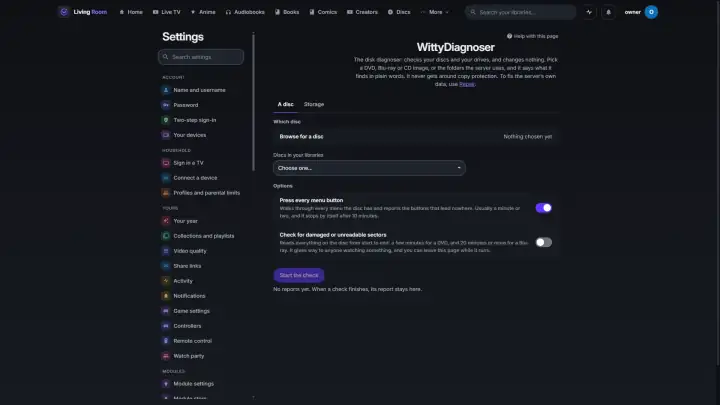 Living Room
Home
Live TV
Anime
Audiobooks
Books
Comics
Creators
Discs
More
Search your libraries...
owner
O
Settings
Search settings
ACCOUNT
Name and username
Password
Two-step sign-in
Your devices
HOUSEHOLD
Sign in a TV
Connect a device
Profiles and parental limits
YOURS
Your year
Collections and playlists
Video quality
Share links
Activity
Notifications
Game settings
Controllers
Remote control
Watch party
MODULES
Module settings
Module store
Help with this page
WittyDiagnoser
The disk diagnoser: checks your discs and your drives, and changes nothing. Pick
a DVD, Blu-ray or CD image, or the folders the server uses, and it says what it
finds in plain words. It never gets around copy protection. To fix the server's own
data, use Repair.
A disc
Storage
Which disc
Browse for a disc
Nothing chosen yet
Discs in your libraries
Choose one...
Options
Press every menu button
Walks through every menu the disc has and reports the buttons that lead nowhere. Usually a minute or
two, and it stops by itself after 10 minutes.
Check for damaged or unreadable sectors
Reads everything on the disc from start to end: a few minutes for a DVD, and 20 minutes or more for a Blu-
ray. It gives way to anyone watching something, and you can leave this page while it runs.
Start the check
No reports yet. When a check finishes, its report stays here.